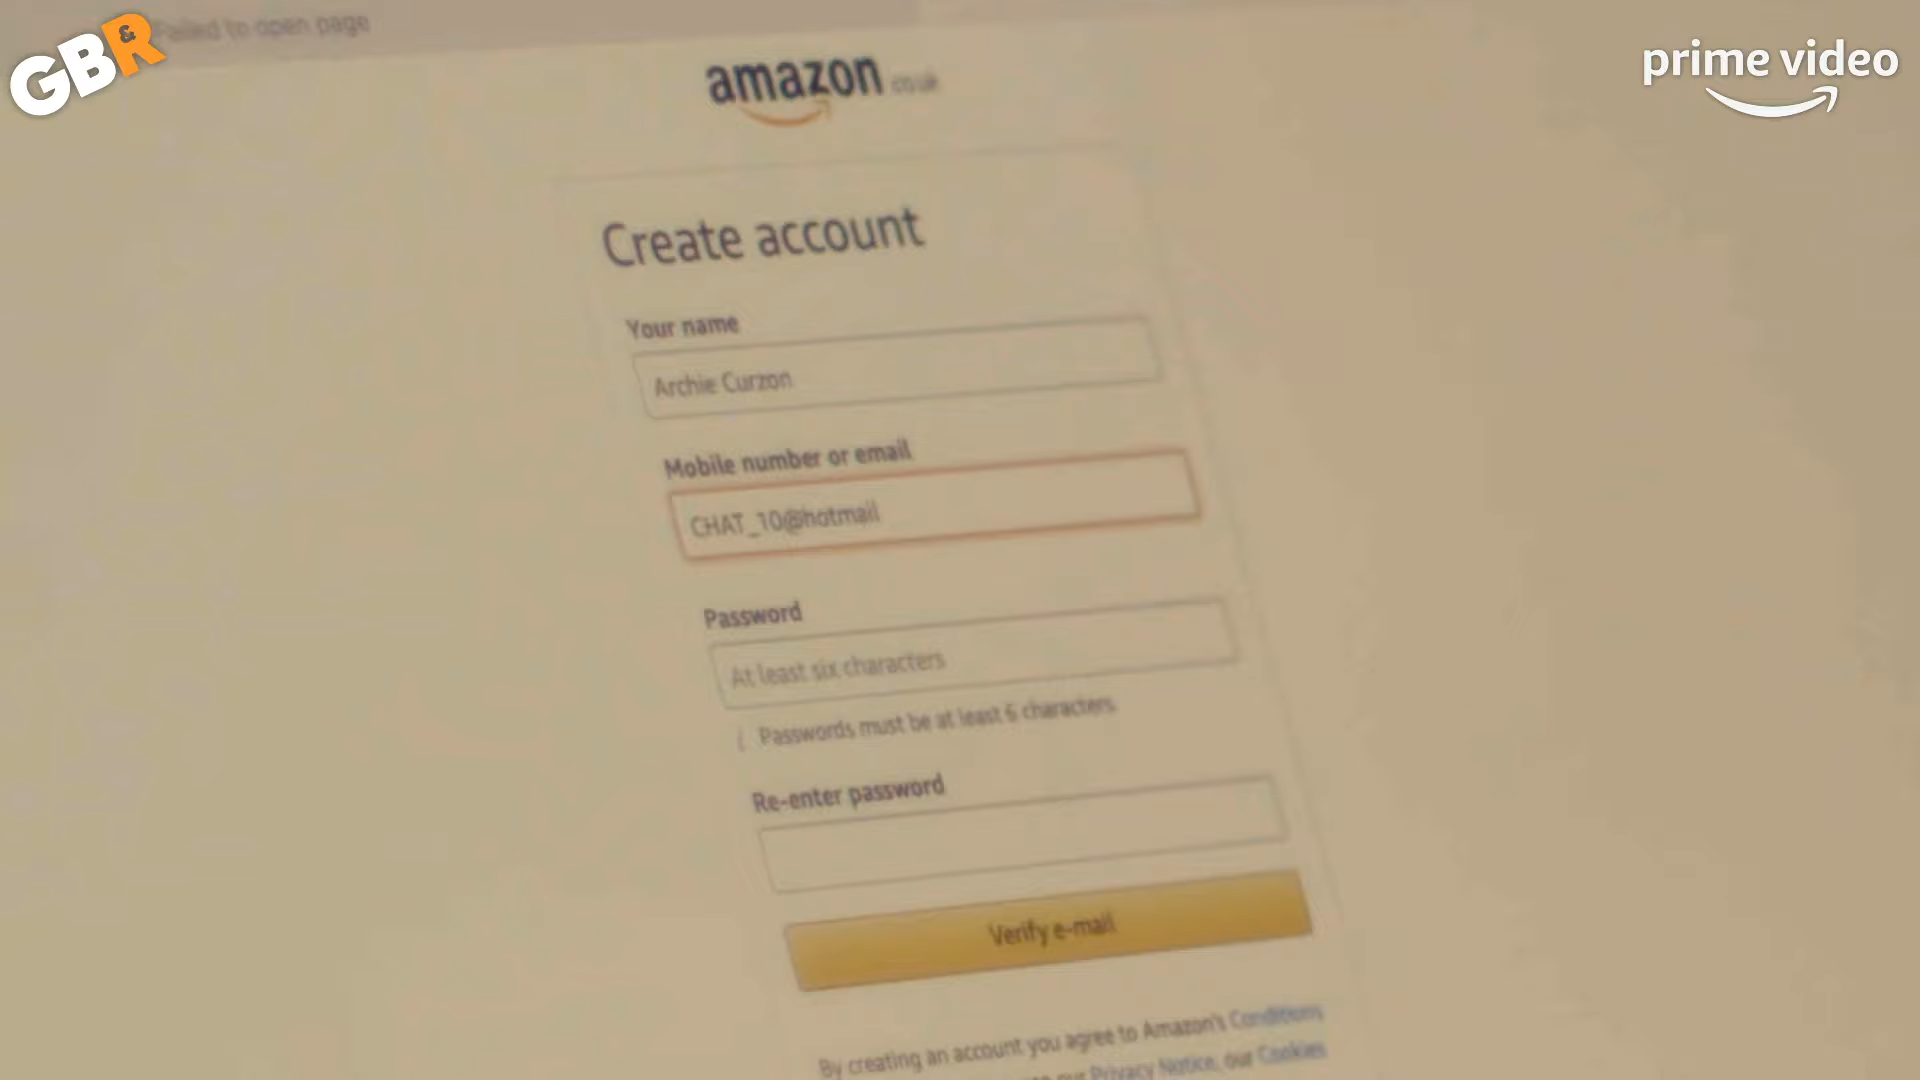 GB&R
Failed to open page
prime video
amazon.co.uk
Create account
Your name
Archie Curzon
Mobile number or email
CHAT_10@hotmail
Password
At least six characters
Passwords must be at least 6 characters.
Re-enter password
Verify e-mail
By creating an account you agree to Amazon's Conditions
our Privacy Notice, our Cookies